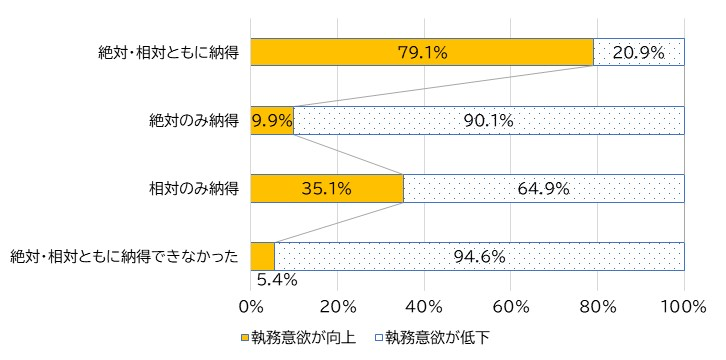 絶対・相対ともに納得 79.1% 20.9%
絶対のみ納得 9.9% 90.1%
相対のみ納得 35.1% 64.9%
絶対・相対ともに納得できなかった 94.6%
5.4%
0% 20% 40% 60% 80% 100%
執務意欲が向上 執務意欲が低下